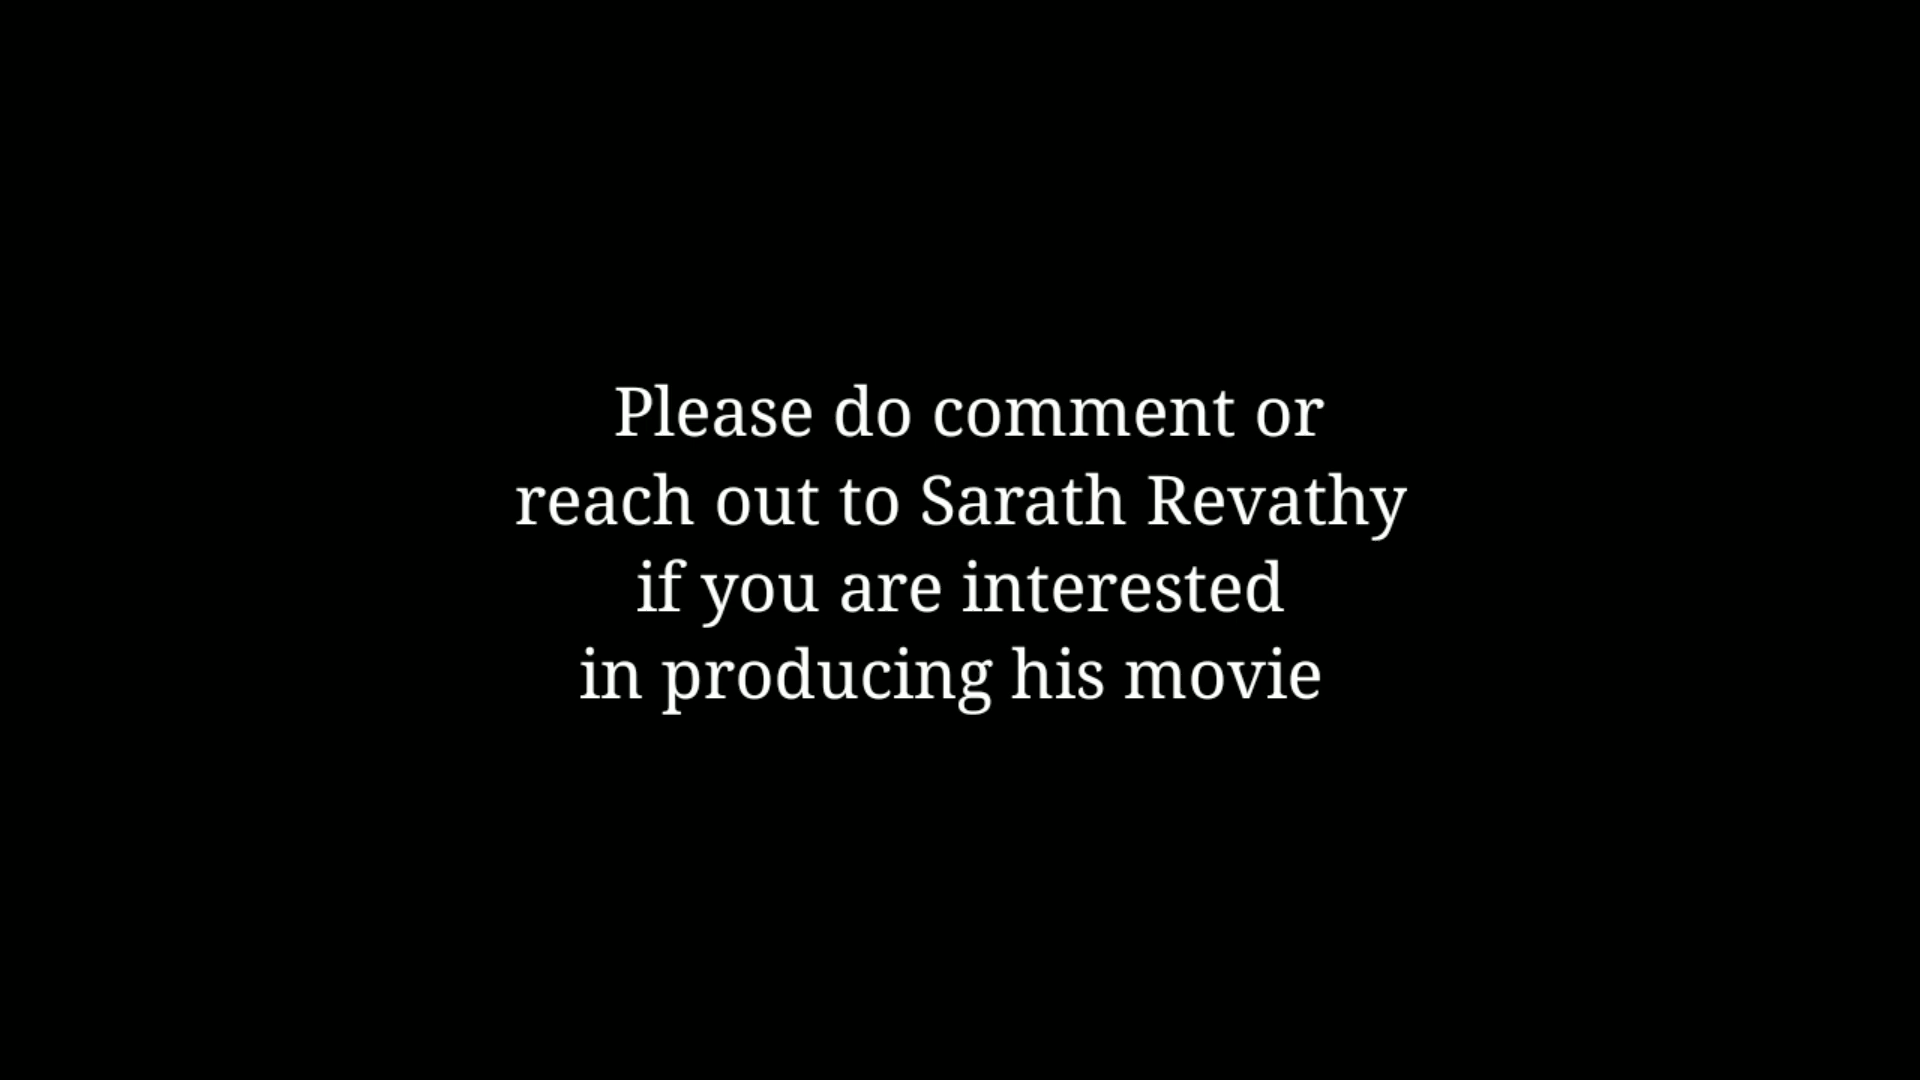 Please do comment or
reach out to Sarath Revathy
if you are interested
in producing his movie